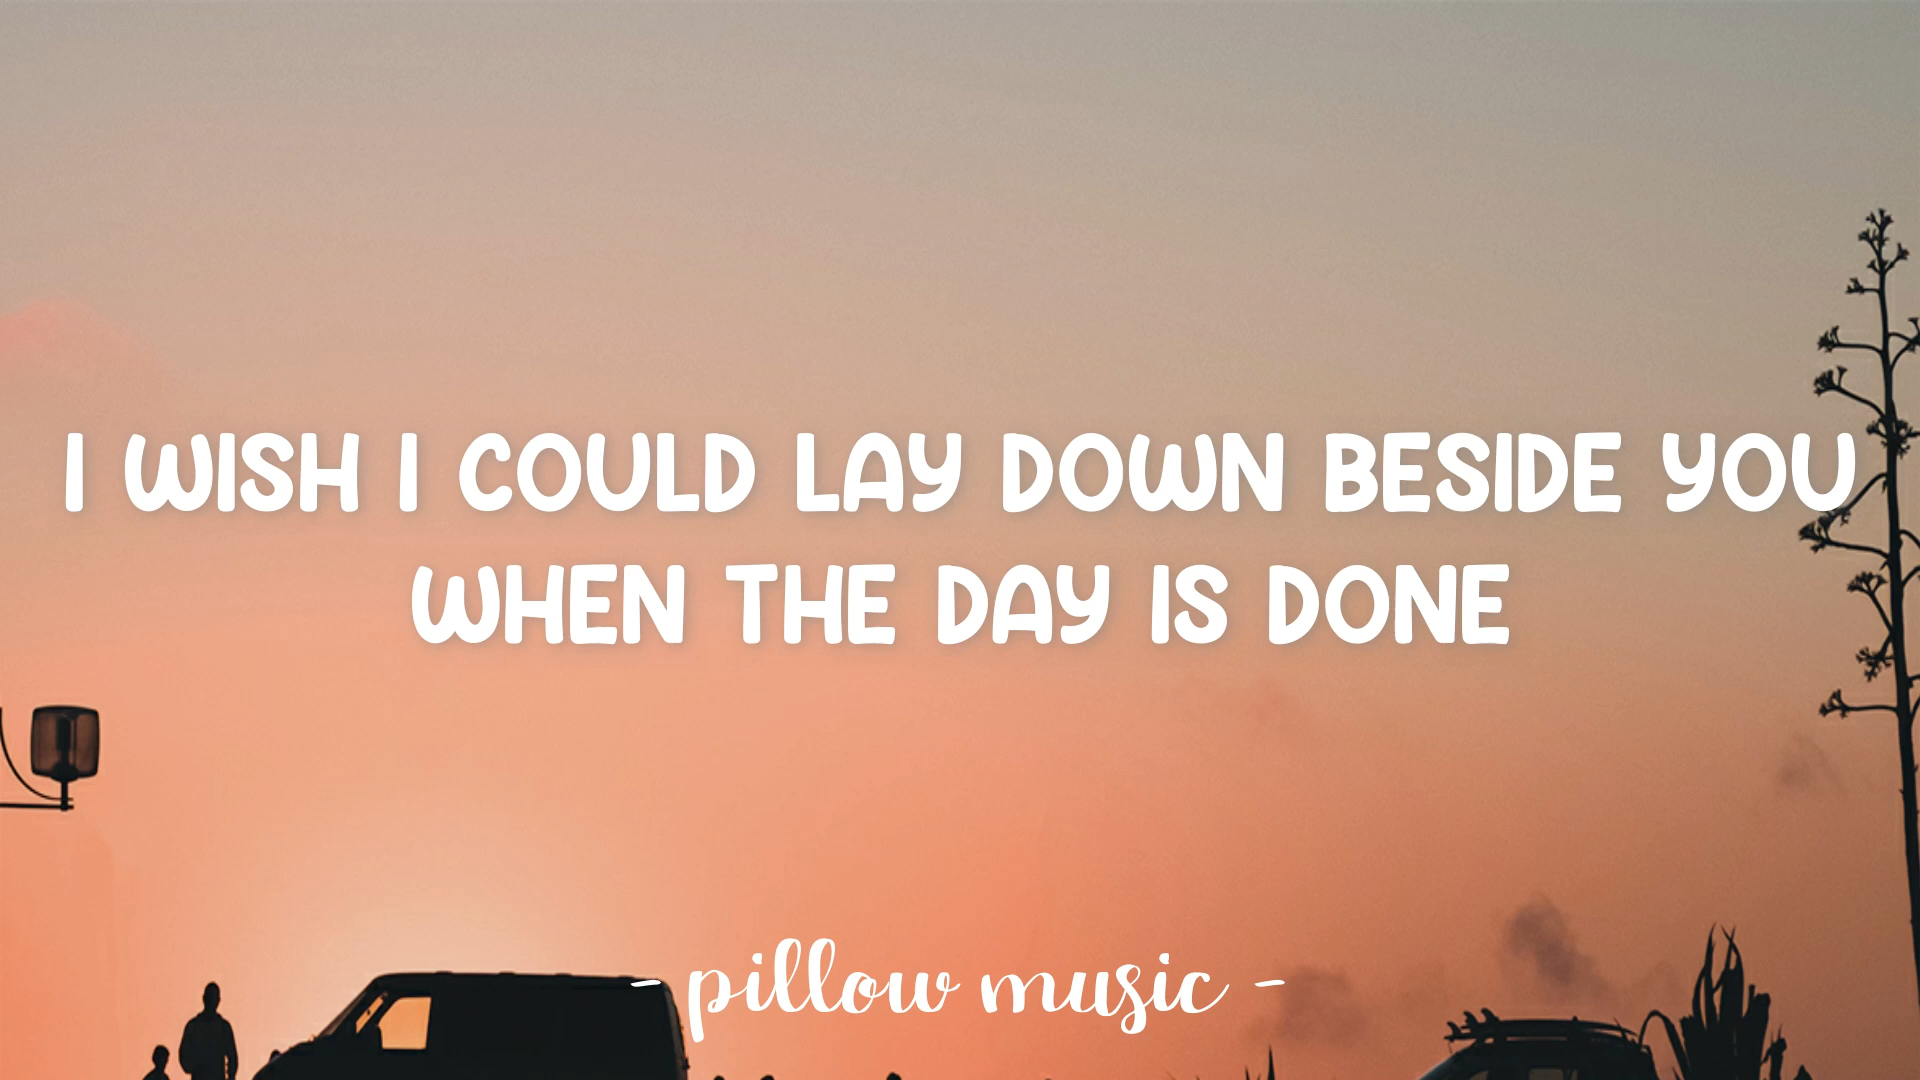 I WISH I COULD LAY DOWN BESIDE YOU
WHEN THE DAY IS DONE
- pillow music -